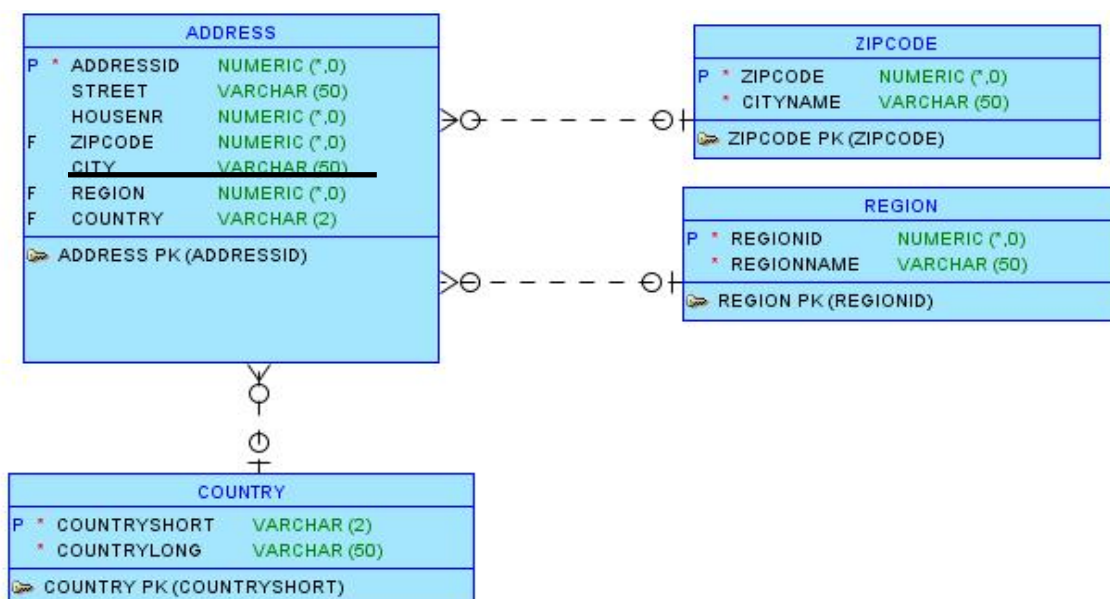 ADDRESS
P * ADDRESSID NUMERIC (*,0)
STREET VARCHAR (50)
HOUSENR NUMERIC (*,0)
F ZIPCODE NUMERIC (*,0)
CITY VARCHAR (50)
F REGION NUMERIC (*,0)
F COUNTRY VARCHAR (2)
ADDRESS PK (ADDRESSID)
ZIPCODE
P * ZIPCODE NUMERIC (*,0)
* CITYNAME VARCHAR (50)
ZIPCODE PK (ZIPCODE)
REGION
P * REGIONID NUMERIC (*,0)
* REGIONNAME VARCHAR (50)
REGION PK (REGIONID)
COUNTRY
P * COUNTRYSHORT VARCHAR (2)
* COUNTRYLONG VARCHAR (50)
COUNTRY PK (COUNTRYSHORT)